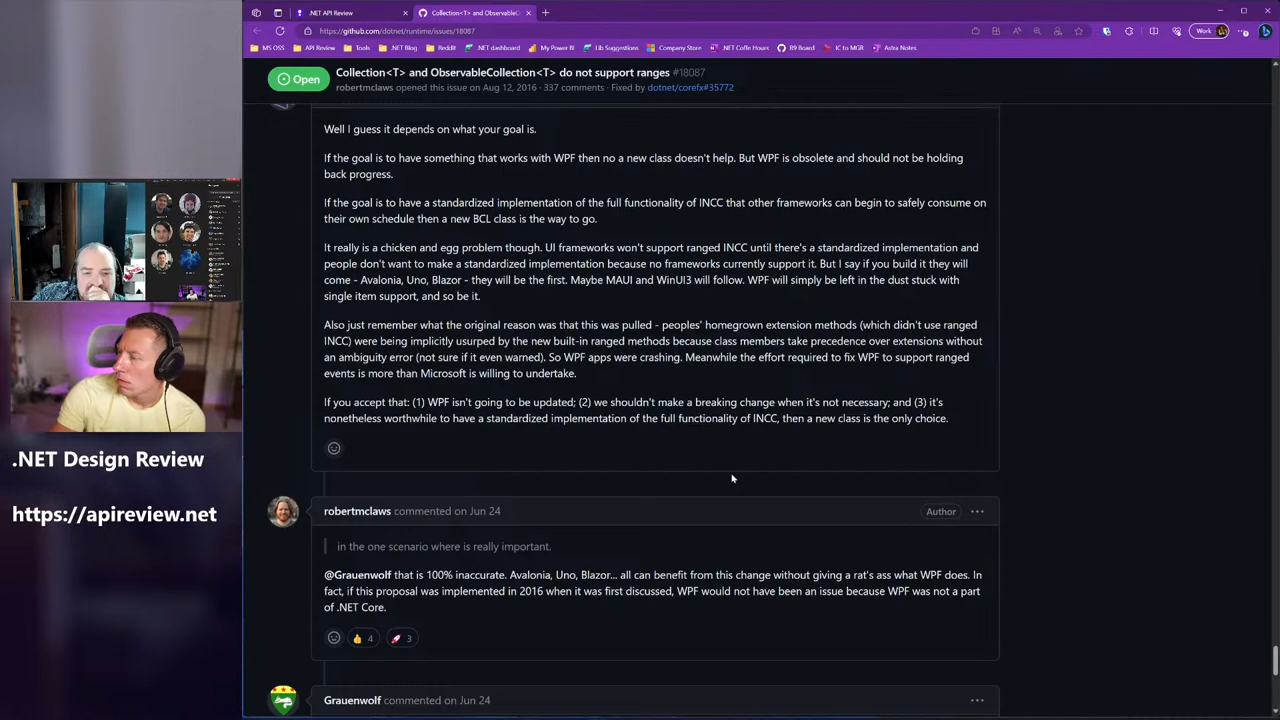 .NET API Review
Collection<T> and ObservableColl
https://github.com/dotnet/runtime/issues/18087
Work
MS OSS
API Review
Tools
.NET Blog
Reddit
.NET dashboard
My Power BI
Lib Suggestions
Company Store
.NET Coffe Hours
R9 Board
IC to MGR
Astra Notes
Open
Collection<T> and ObservableCollection<T> do not support ranges #18087
robertmclaws opened this issue on Aug 12, 2016 · 337 comments · Fixed by dotnet/corefx#35772
Well I guess it depends on what your goal is.
If the goal is to have something that works with WPF then no a new class doesn't help. But WPF is obsolete and should not be holding
back progress.
If the goal is to have a standardized implementation of the full functionality of INCC that other frameworks can begin to safely consume on
their own schedule then a new BCL class is the way to go.
It really is a chicken and egg problem though. UI frameworks won't support ranged INCC until there's a standardized implementation and
people don't want to make a standardized implementation because no frameworks currently support it. But I say if you build it they will
come - Avalonia, Uno, Blazor - they will be the first. Maybe MAUI and WinUI3 will follow. WPF will simply be left in the dust stuck with
single item support, and so be it.
Also just remember what the original reason was that this was pulled - peoples' homegrown extension methods (which didn't use ranged
INCC) were being implicitly usurped by the new built-in ranged methods because class members take precedence over extensions without
an ambiguity error (not sure if it even warned). So WPF apps were crashing. Meanwhile the effort required to fix WPF to support ranged
events is more than Microsoft is willing to undertake.
If you accept that: (1) WPF isn't going to be updated; (2) we shouldn't make a breaking change when it's not necessary; and (3) it's
nonetheless worthwhile to have a standardized implementation of the full functionality of INCC, then a new class is the only choice.
robertmclaws commented on Jun 24
Author
in the one scenario where is really important.
@Grauenwolf that is 100% inaccurate. Avalonia, Uno, Blazor... all can benefit from this change without giving a rat's ass what WPF does. In
fact, if this proposal was implemented in 2016 when it was first discussed, WPF would not have been an issue because WPF was not a part
of .NET Core.
4
3
Grauenwolf commented on Jun 24
.NET Design Review
https://apireview.net